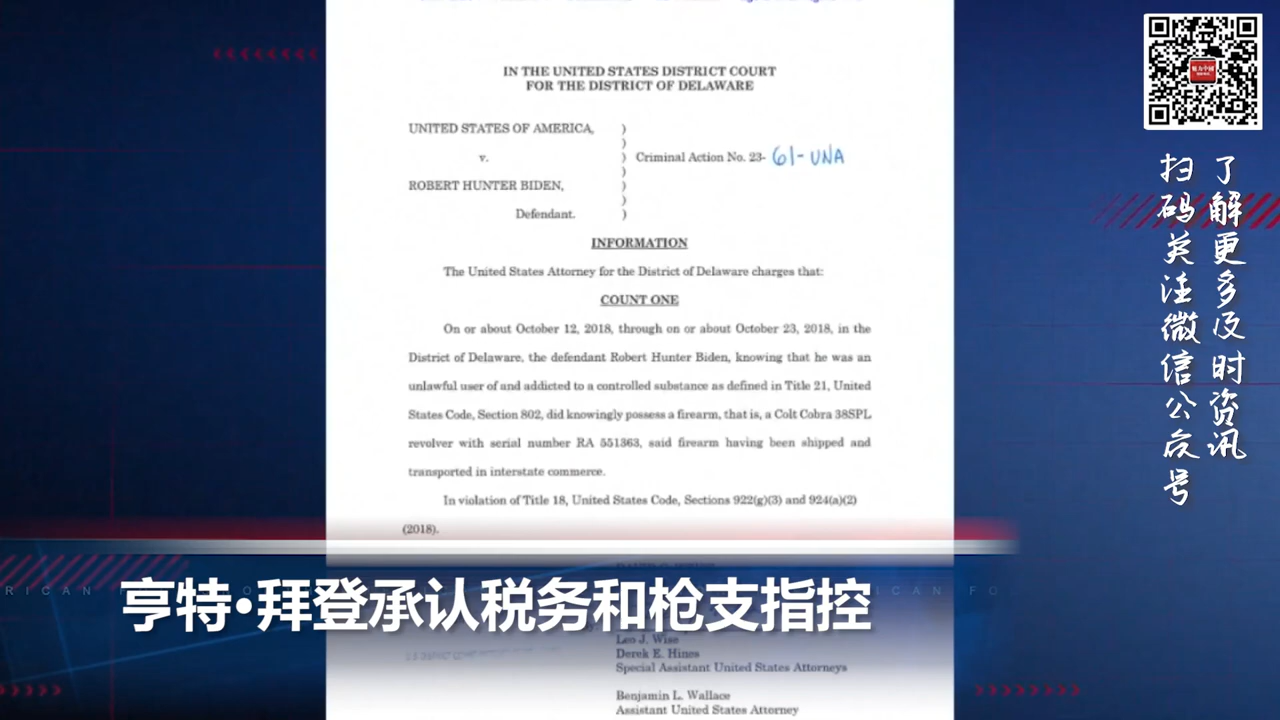 IN THE UNITED STATES DISTRICT COURT
FOR THE DISTRICT OF DELAWARE
UNITED STATES OF AMERICA,
v.
ROBERT HUNTER BIDEN,
Defendant.
)
)
)
)
)
)
)
Criminal Action No. 23- 61-UNA
INFORMATION
The United States Attorney for the District of Delaware charges that:
COUNT ONE
On or about October 12, 2018, through on or about October 23, 2018, in the
District of Delaware, the defendant Robert Hunter Biden, knowing that he was an
unlawful user of and addicted to a controlled substance as defined in Title 21, United
States Code, Section 802, did knowingly possess a firearm, that is, a Colt Cobra 38SPL
revolver with serial number RA 551363, said firearm having been shipped and
transported in interstate commerce.
In violation of Title 18, United States Code, Sections 922(g)(3) and 924(a)(2)
(2018).
亨特•拜登承认税务和枪支指控
Leo J. Wise
Derek E. Hines
Special Assistant United States Attorneys
Benjamin L. Wallace
Assistant United States Attorney
了解更多及时资讯
扫码关注微信公众号